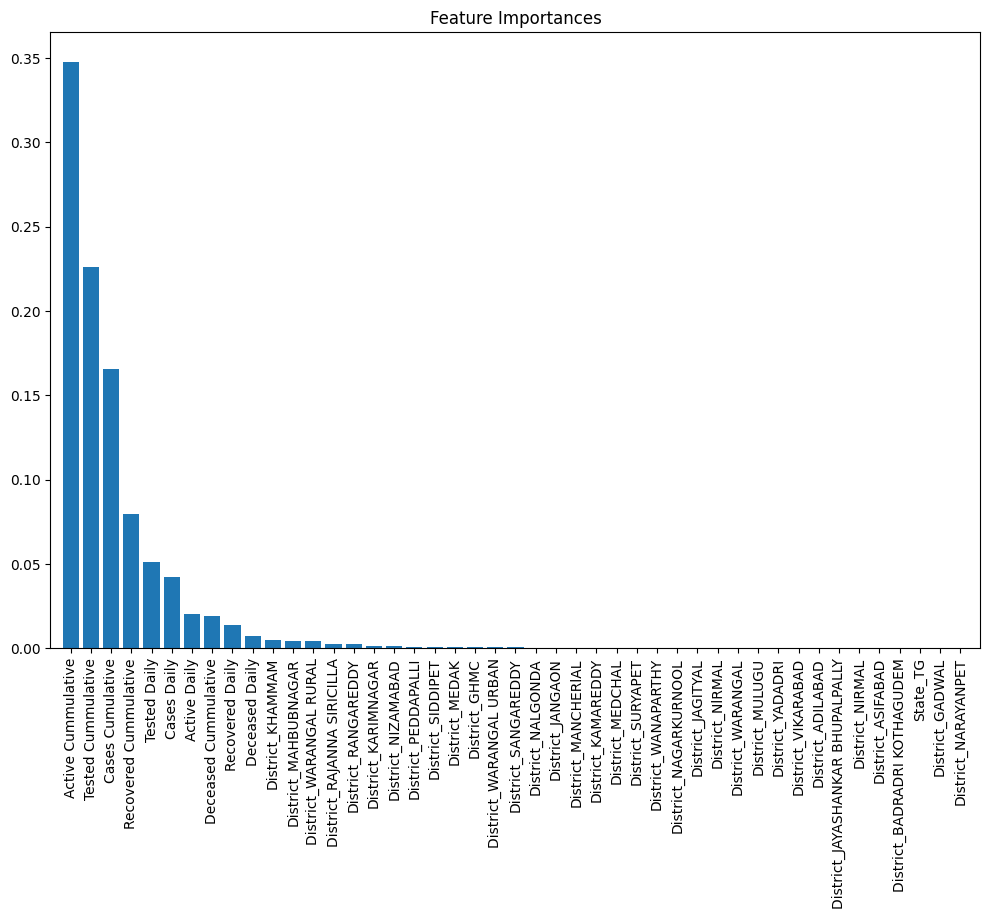 Feature Importances
0.35
0.30
0.25
0.20
0.15
0.10
0.05
0.00
Active Cummulative
Tested Cummulative
Cases Cumulative
Recovered Cummulative
Tested Daily
Cases Daily
Active Daily
Deceased Cummulative
Recovered Daily
Deceased Daily
District_KHAMMAM
District_MAHBUBNAGAR
District_WARANGAL RURAL
District_RAJANNA SIRICILLA
District_RANGAREDDY
District_KARIMNAGAR
District_NIZAMABAD
District_PEDDAPALLI
District_SIDDIPET
District_MEDAK
District_GHMC
District_WARANGAL URBAN
District_SANGAREDDY
District_NALGONDA
District_JANGAON
District_MANCHERIAL
District_KAMAREDDY
District_MEDCHAL
District_SURYAPET
District_WANAPARTHY
District_NAGARKURNOOL
District_JAGITYAL
District_NIRMAL
District_WARANGAL
District_MULUGU
District_YADADRI
District_VIKARABAD
District_ADILABAD
District_JAYASHANKAR BHUPALPALLY
District_NIRMAL
District_ASIFABAD
District_BADRADRI KOTHAGUDEM
State_TG
District_GADWAL
District_NARAYANPET